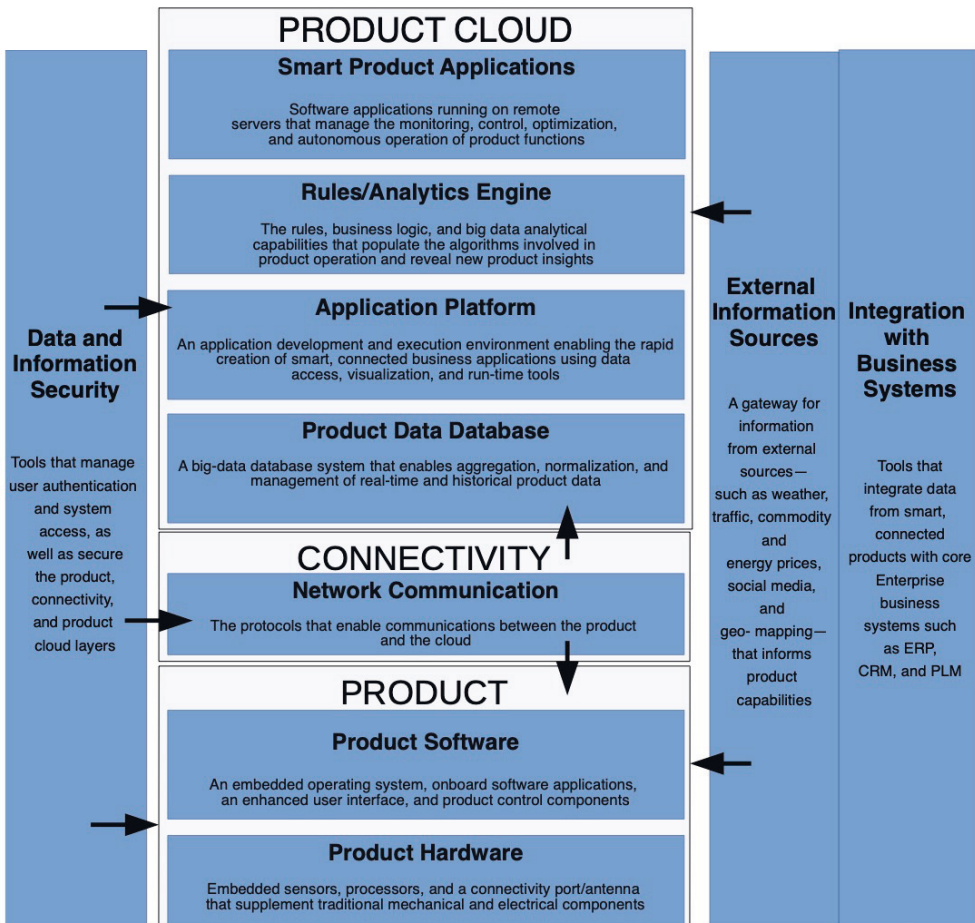 PRODUCT CLOUD
Smart Product Applications
Software applications running on remote
servers that manage the monitoring, control, optimization,
and autonomous operation of product functions
Rules/Analytics Engine
The rules, business logic, and big data analytical
capabilities that populate the algorithms involved in
product operation and reveal new product insights
Application Platform
An application development and execution environment enabling the rapid
creation of smart, connected business applications using data
access, visualization, and run-time tools
Product Data Database
A big-data database system that enables aggregation, normalization, and
management of real-time and historical product data
CONNECTIVITY
Network Communication
The protocols that enable communications between the product
and the cloud
PRODUCT
Product Software
An embedded operating system, onboard software applications,
an enhanced user interface, and product control components
Product Hardware
Embedded sensors, processors, and a connectivity port/antenna
that supplement traditional mechanical and electrical components
Data and
Information
Security
Tools that manage
user authentication
and system
access, as
well as secure
the product,
connectivity,
and product
cloud layers
External
Information
Sources
A gateway for
information
from external
sources—
such as weather,
traffic, commodity
and
energy prices,
social media,
and
geo- mapping—
that informs
product
capabilities
Integration
with
Business
Systems
Tools that
integrate data
from smart,
connected
products with core
Enterprise
business
systems such
as ERP,
CRM, and PLM